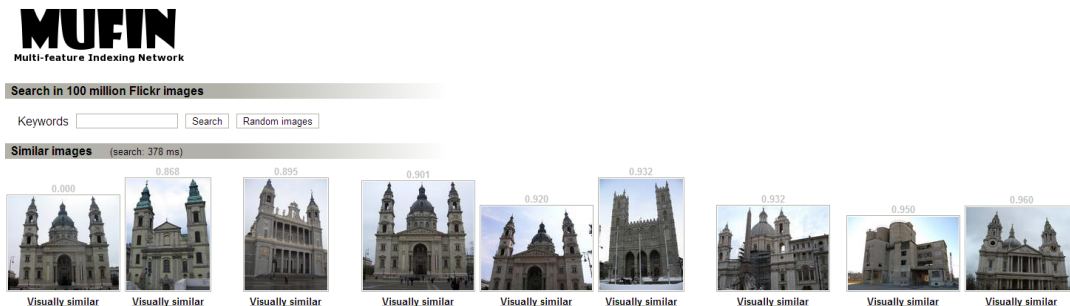 MUFIN
Multi-feature Indexing Network
Search in 100 million Flickr images
Keywords Search Random images
Similar images (search: 378 ms)
0.000 0.868 0.895 0.901 0.920 0.932 0.932 0.950 0.960
Visually similar Visually similar Visually similar Visually similar Visually similar Visually similar Visually similar Visually similar Visually similar